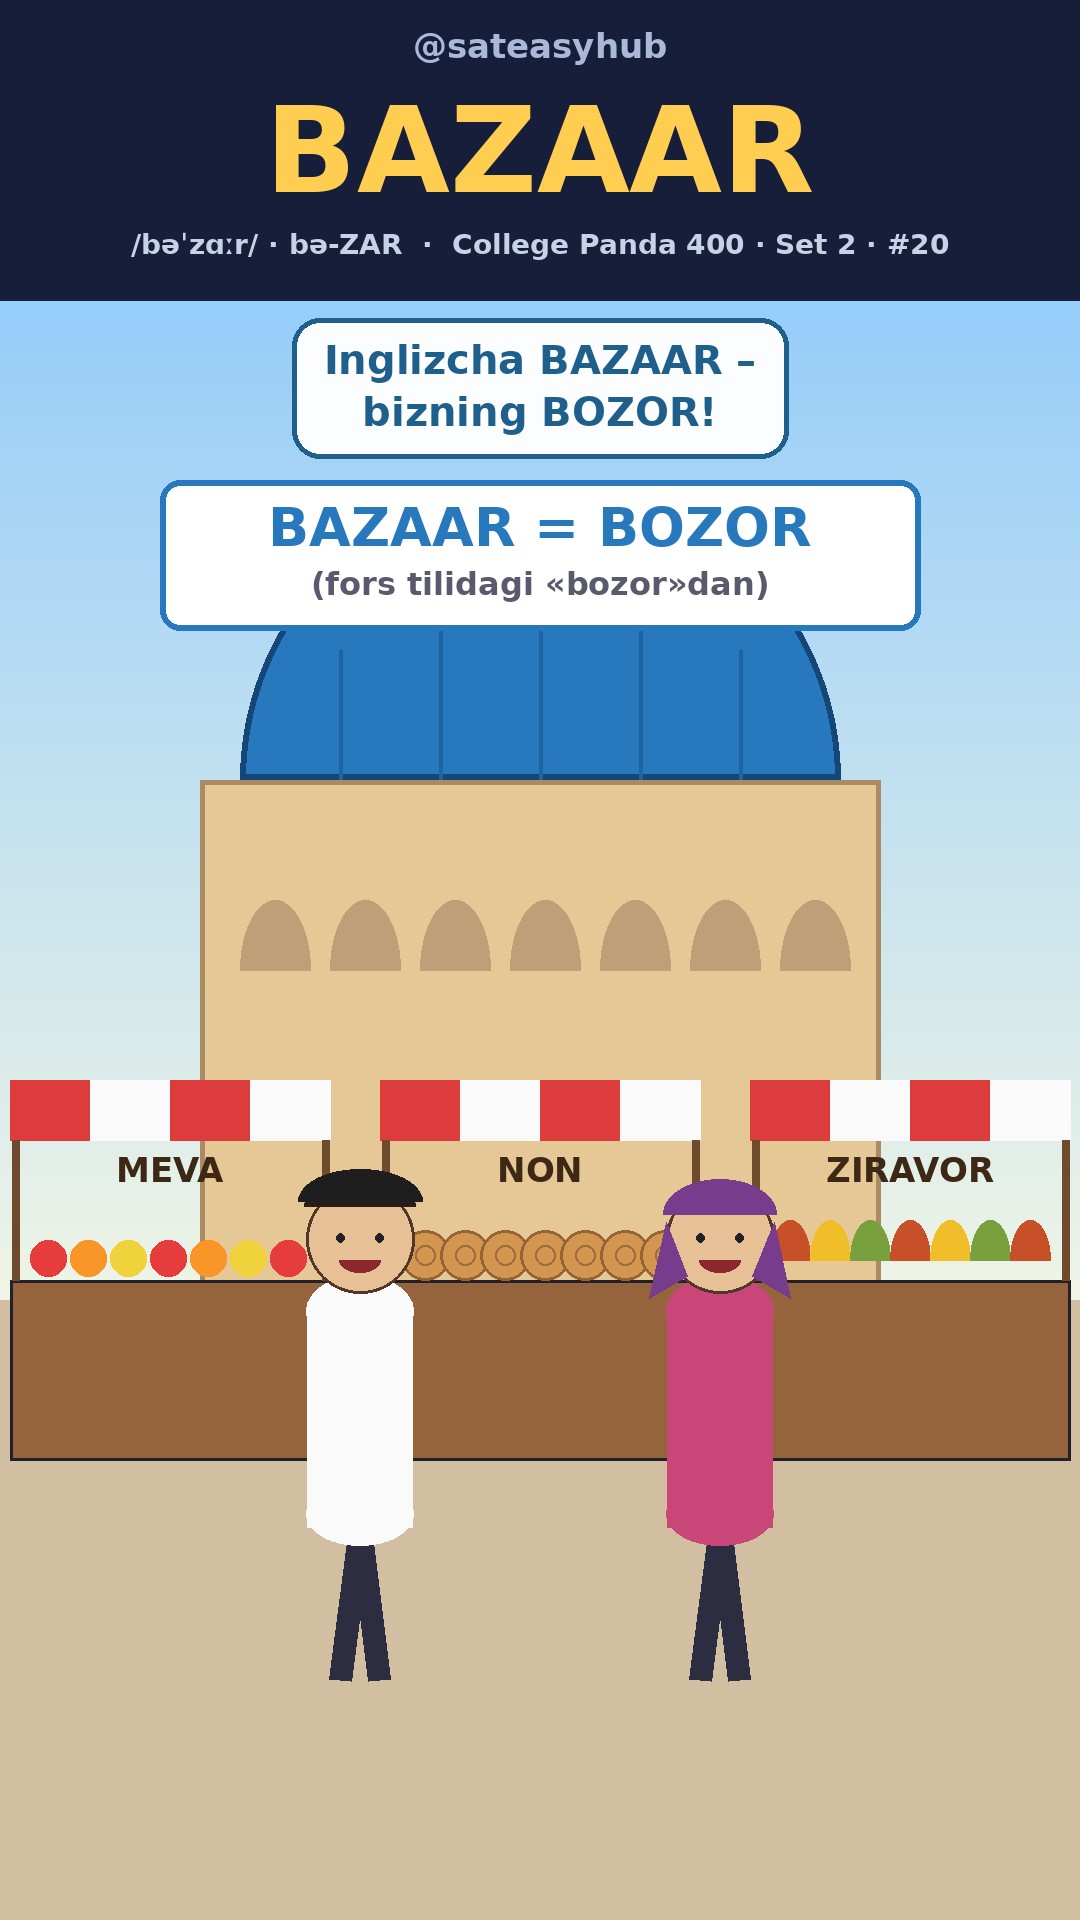 @sateasyhub
BAZAAR
/bəˈzɑːr/ · bə-ZAR · College Panda 400 · Set 2 · #20
Inglizcha BAZAAR –
bizning BOZOR!
BAZAAR = BOZOR
(fors tilidagi «bozor»dan)
MEVA
NON
ZIRAVOR